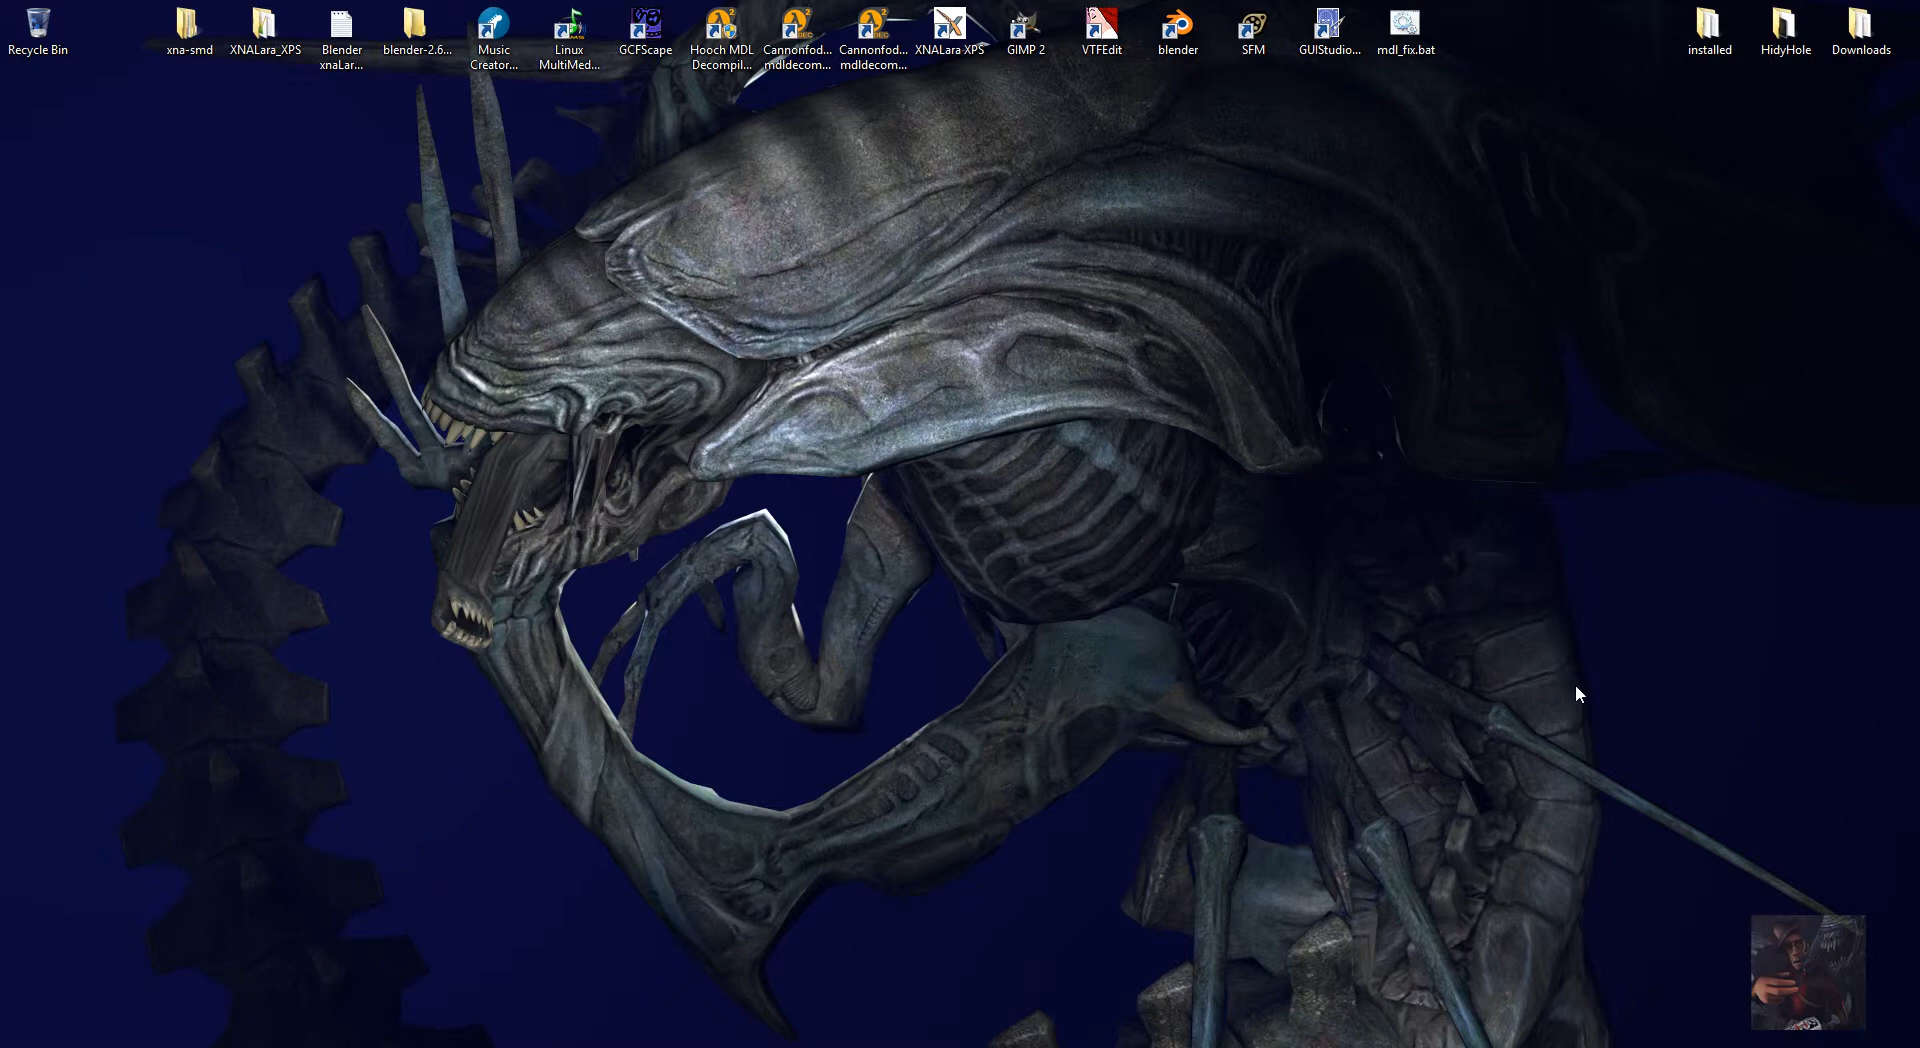 Recycle Bin
xna-smd
XNALara_XPS
Blender
xnaLar...
blender-2.6...
Music
Creator...
Linux
MultiMed...
GCFScape
Hooch MDL
Decompil...
Cannonfod...
mdldecom...
Cannonfod...
mdldecom...
XNALara XPS
GIMP 2
VTFEdit
blender
SFM
GUIStudio...
mdl_fix.bat
installed
HidyHole
Downloads